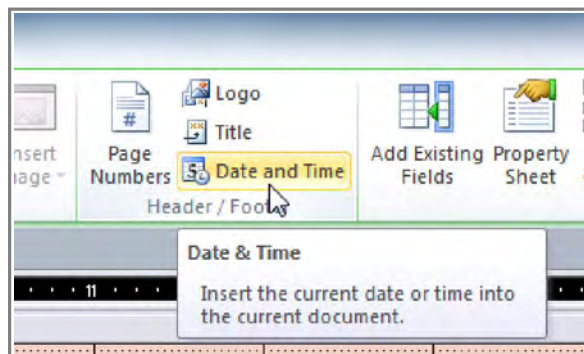 Logo
Title
nsert
nage
Page
Numbers
#
Date and Time
Add Existing
Fields
Property
Sheet
Header / Foot
Date & Time
11
Insert the current date or time into
the current document.